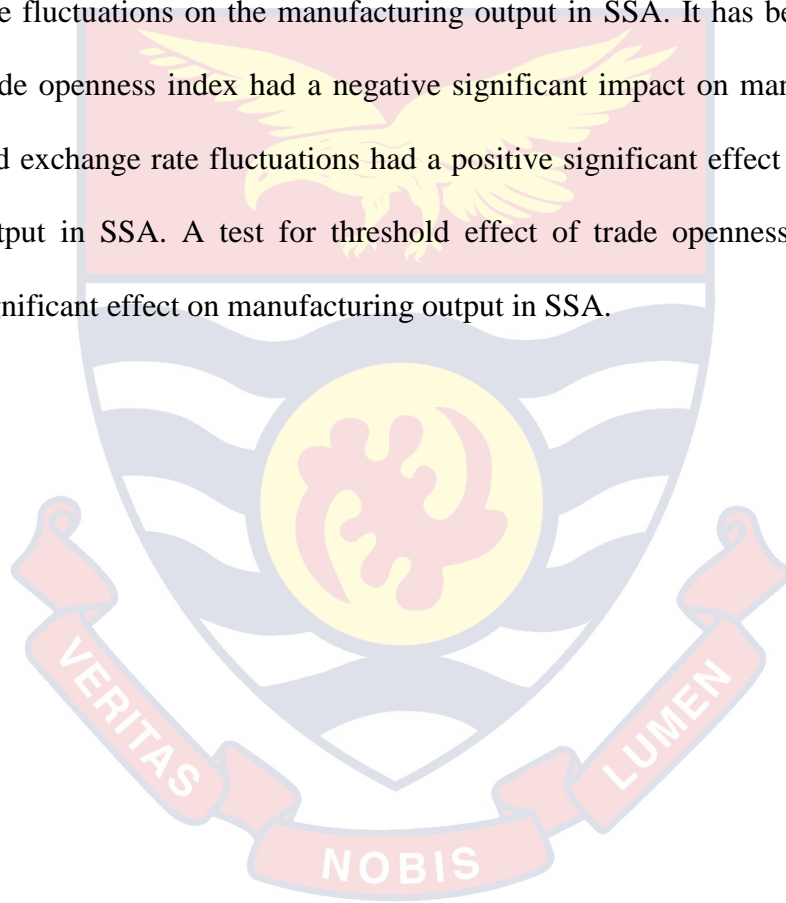 e fluctuations on the manufacturing output in SSA. It has be
de openness index had a negative significant impact on man
d exchange rate fluctuations had a positive significant effect
tput in SSA. A test for threshold effect of trade openness
gnificant effect on manufacturing output in SSA.
VERITAS
NOBIS
LUMEN